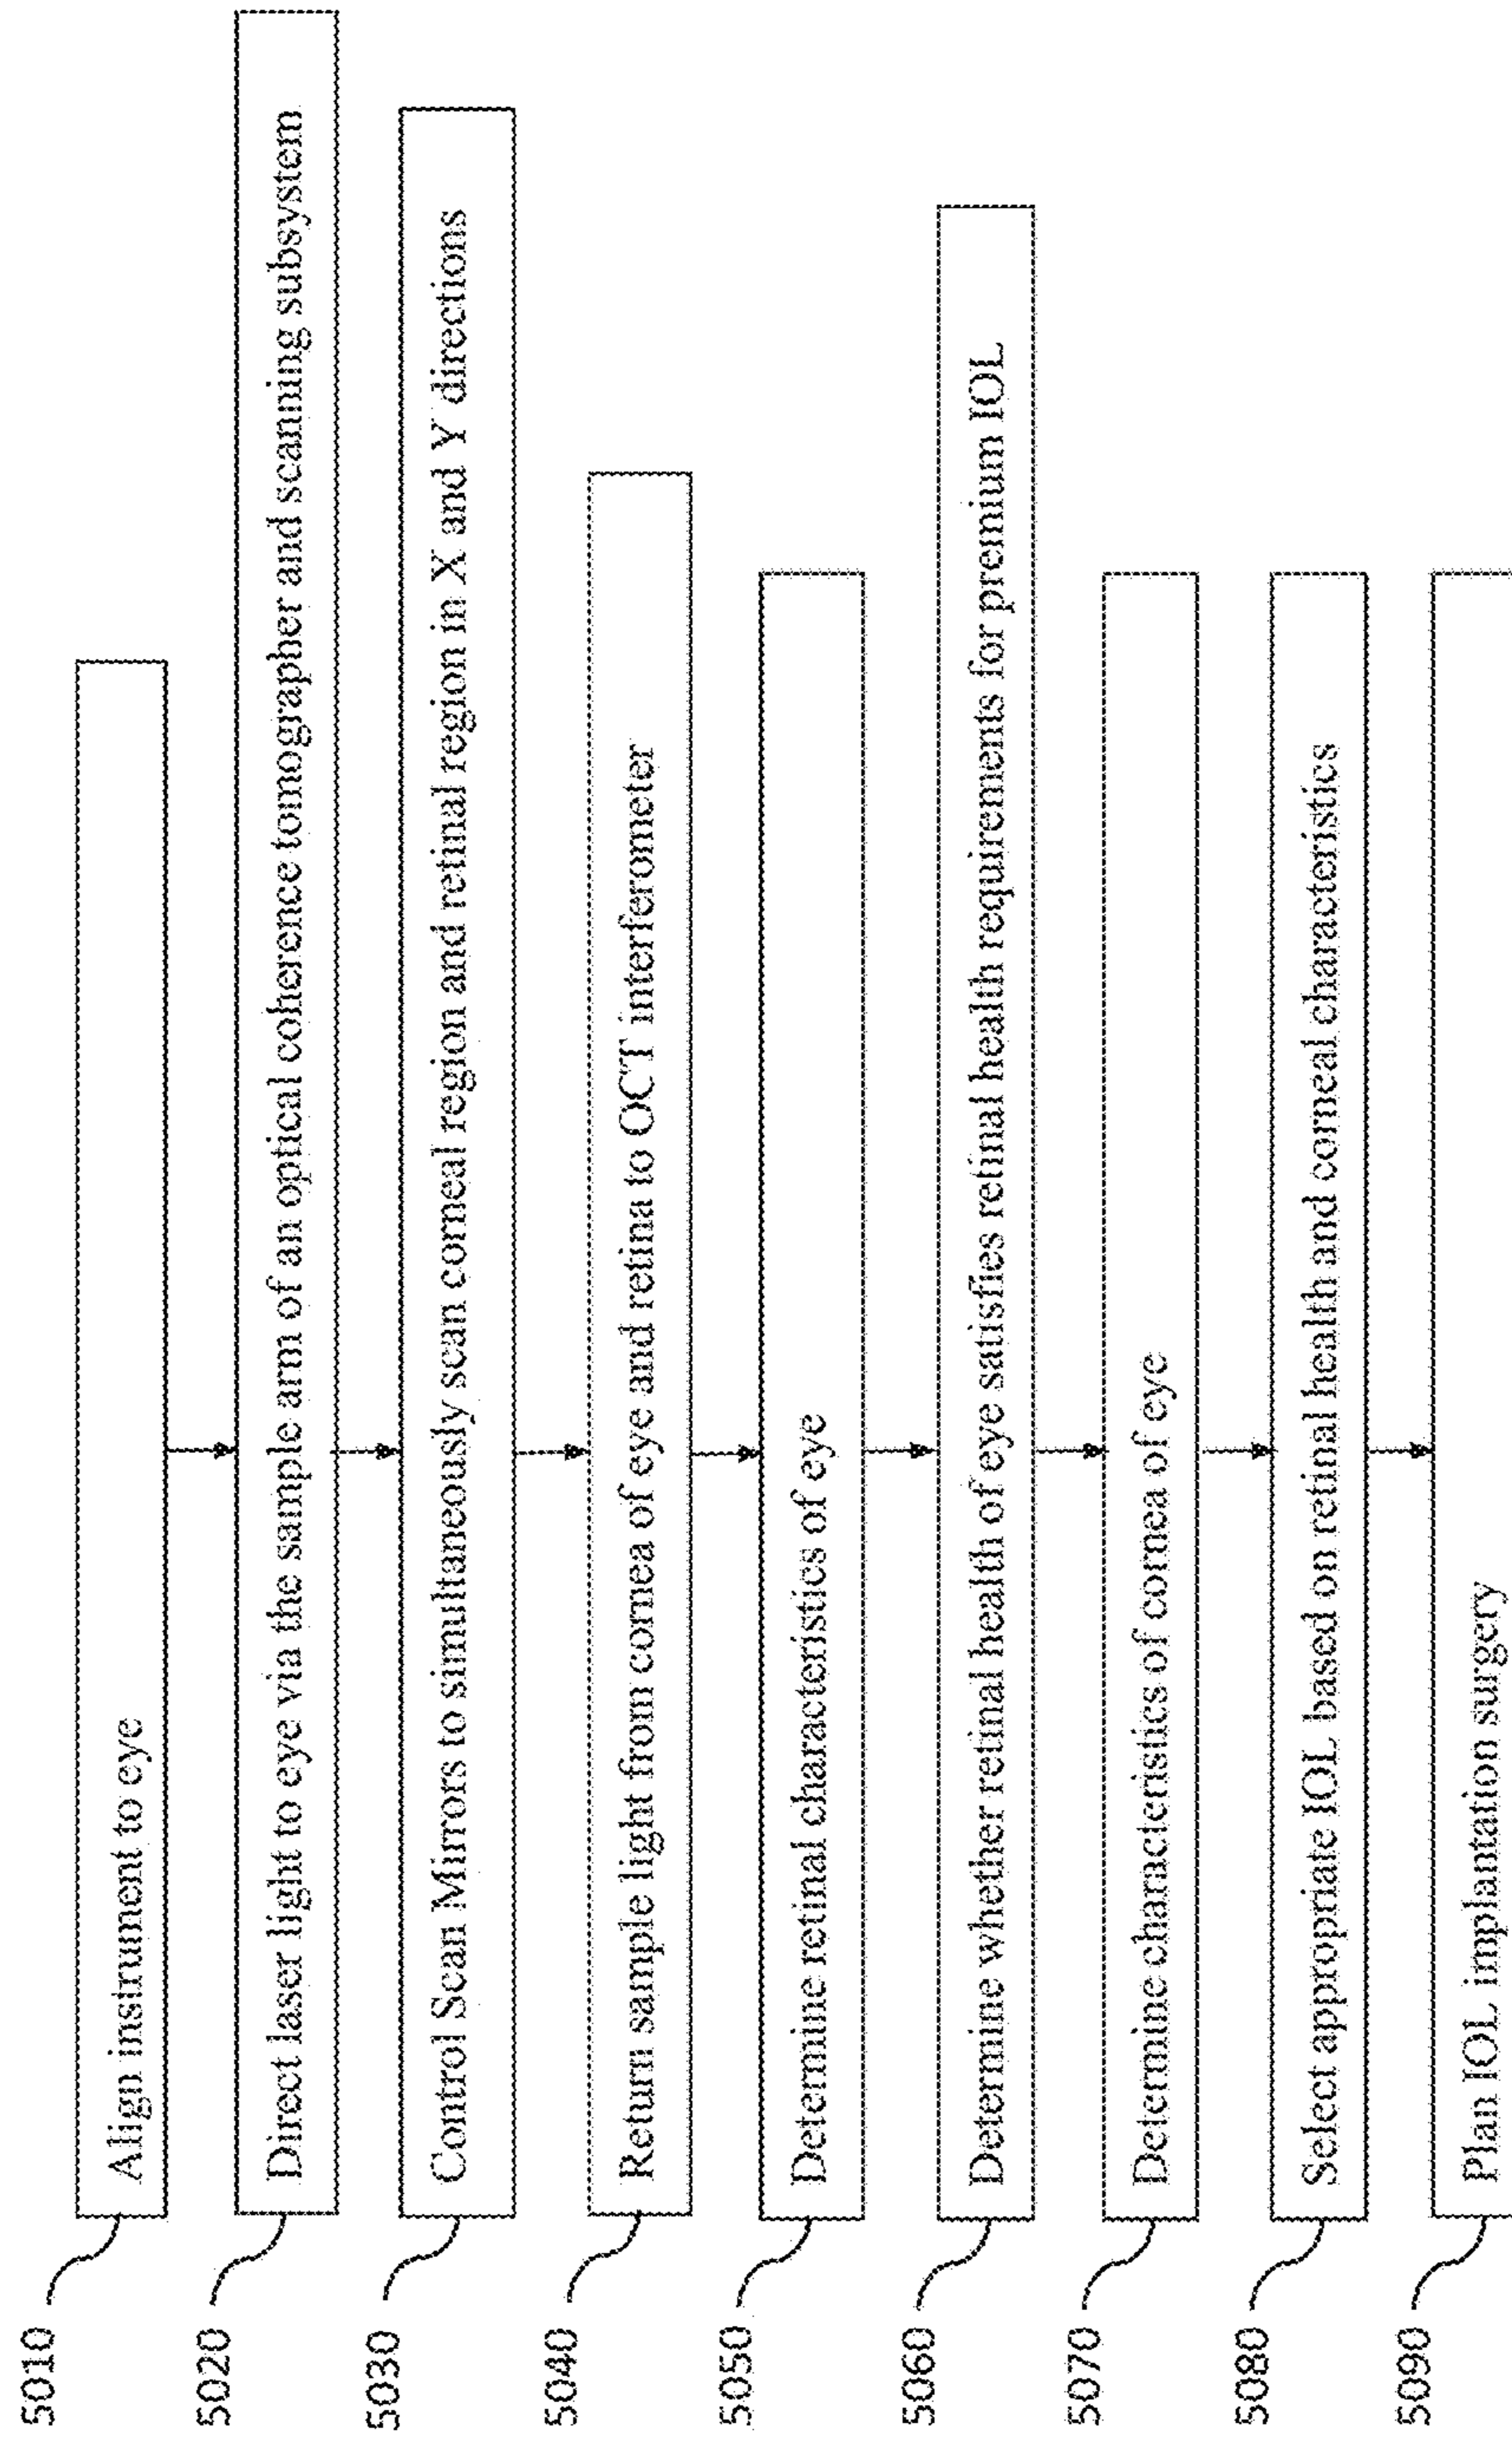 5010
Align instrument to eye
5020
Direct laser light to eye via the sample arm of an optical coherence tomographer and scanning subsystem
5030
Control Scan Mirrors to simultaneously scan corneal region and retinal region in X and Y directions
5040
Return sample light from cornea of eye and retina to OCT interferometer
5050
Determine retinal characteristics of eye
5060
Determine whether retinal health of eye satisfies retinal health requirements for premium IOL
5070
Determine characteristics of cornea of eye
5080
Select appropriate IOL based on retinal health and corneal characteristics
5090
Plan IOL implantation surgery